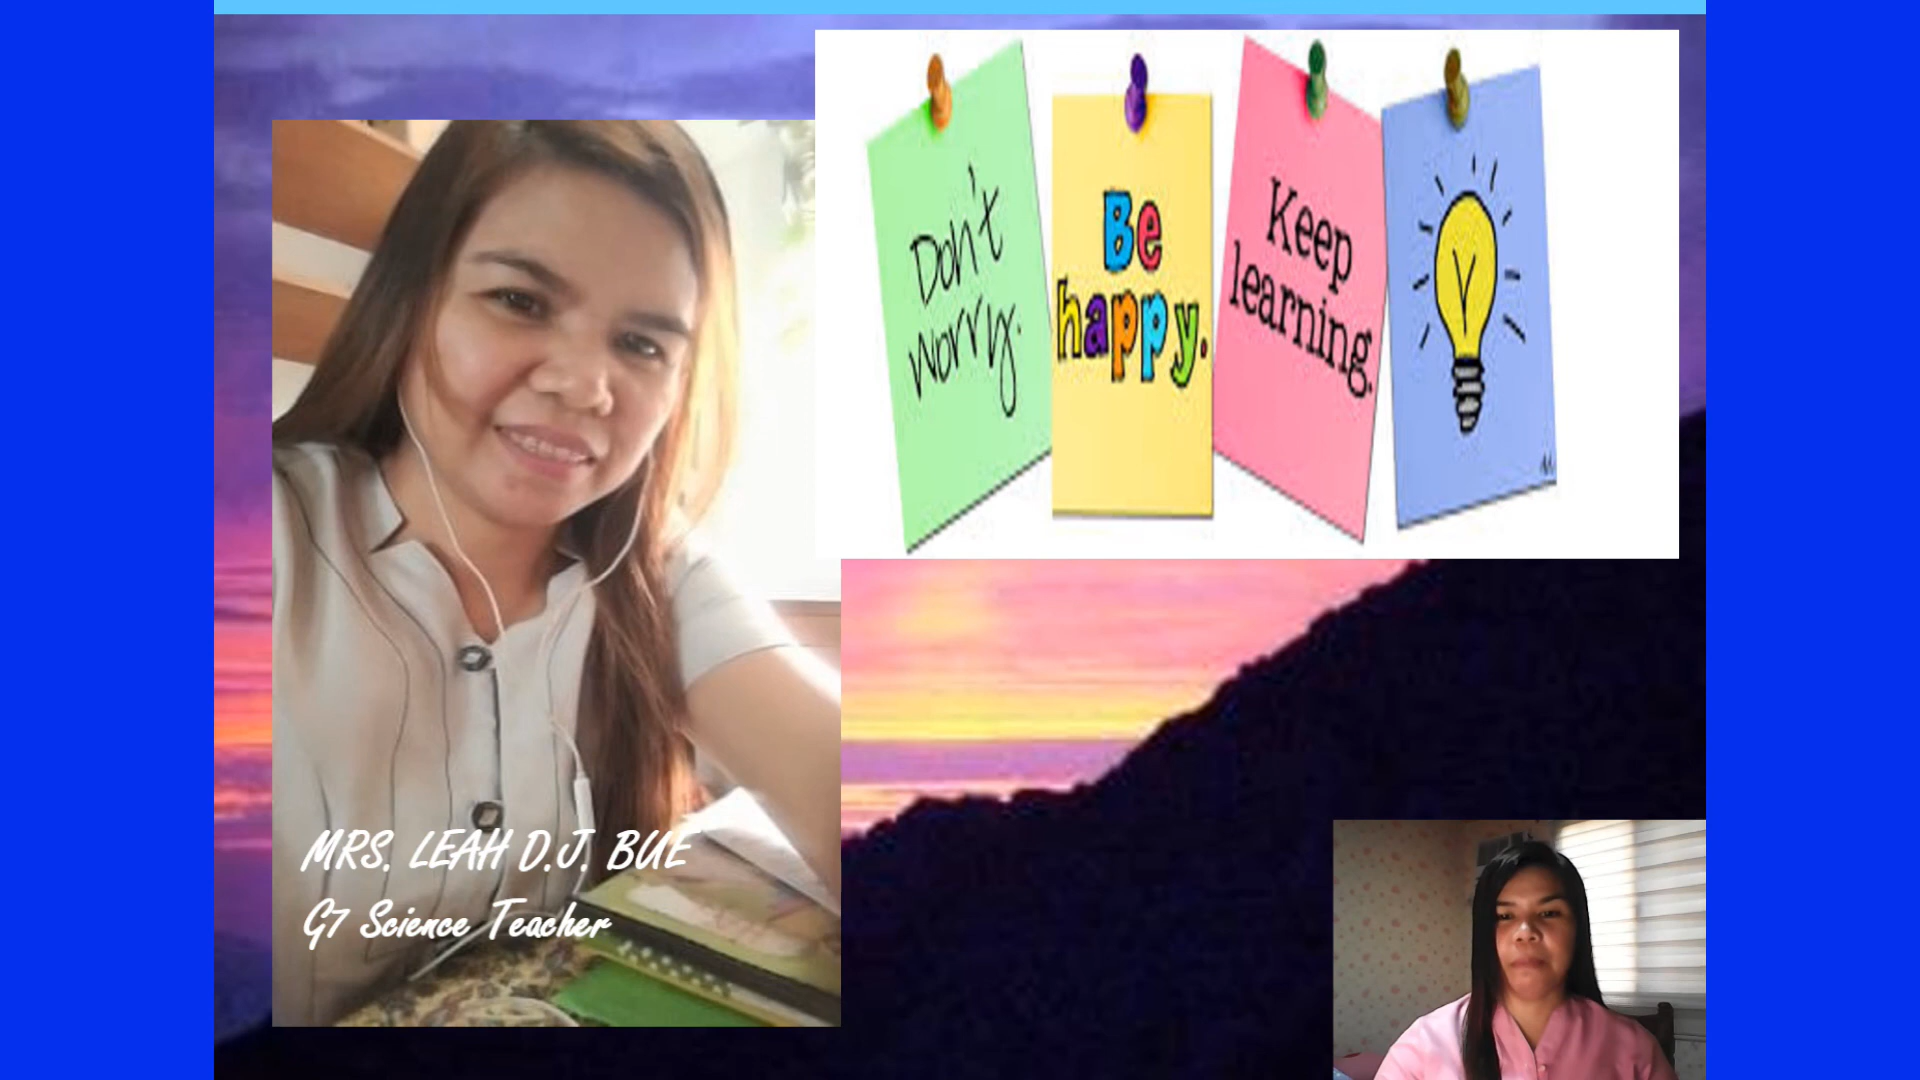 Don't
worry.
Be
happy.
Keep
learning.
MRS. LEAH D.J. BUE
G7 Science Teacher